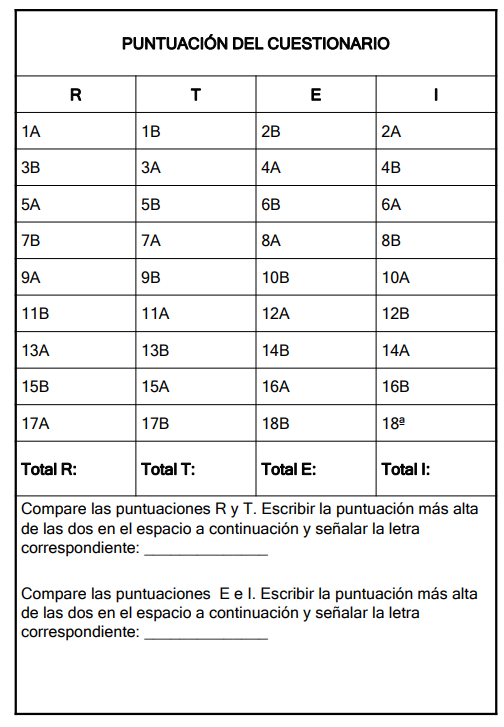 PUNTUACIÓN DEL CUESTIONARIO
R T E I
1A 1B 2B 2A
3B 3A 4A 4B
5A 5B 6B 6A
7B 7A 8A 8B
9A 9B 10B 10A
11B 11A 12A 12B
13A 13B 14B 14A
15B 15A 16A 16B
17A 17B 18B 18ª
Total R: Total T: Total E: Total I:
Compare las puntuaciones R y T. Escribir la puntuación más alta
de las dos en el espacio a continuación y señalar la letra
correspondiente: ______________
Compare las puntuaciones  E e I. Escribir la puntuación más alta
de las dos en el espacio a continuación y señalar la letra
correspondiente: ______________